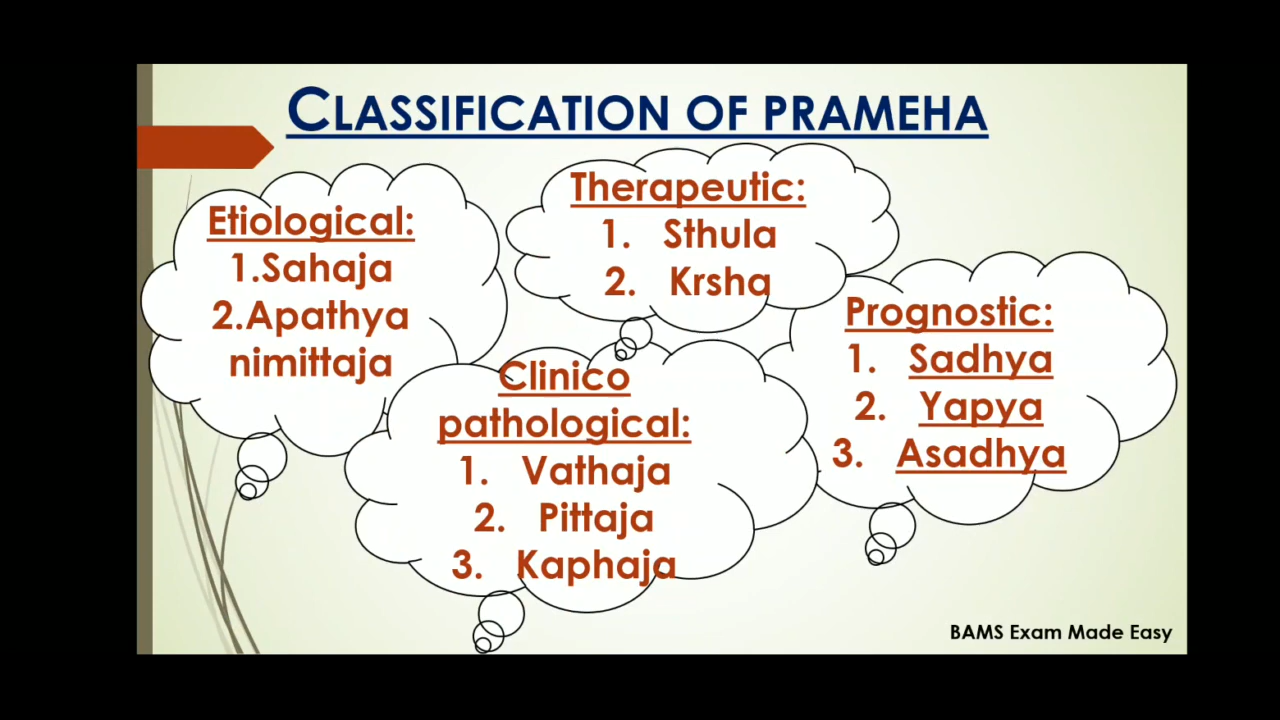 CLASSIFICATION OF PRAMEHA
Etiological:
1.Sahaja
2.Apathya
nimittaja
Therapeutic:
1. Sthula
2. Krsha
Clinico
pathological:
1. Vathaja
2. Pittaja
3. Kaphaja
Prognostic:
1. Sadhya
2. Yapya
3. Asadhya
BAMS Exam Made Easy